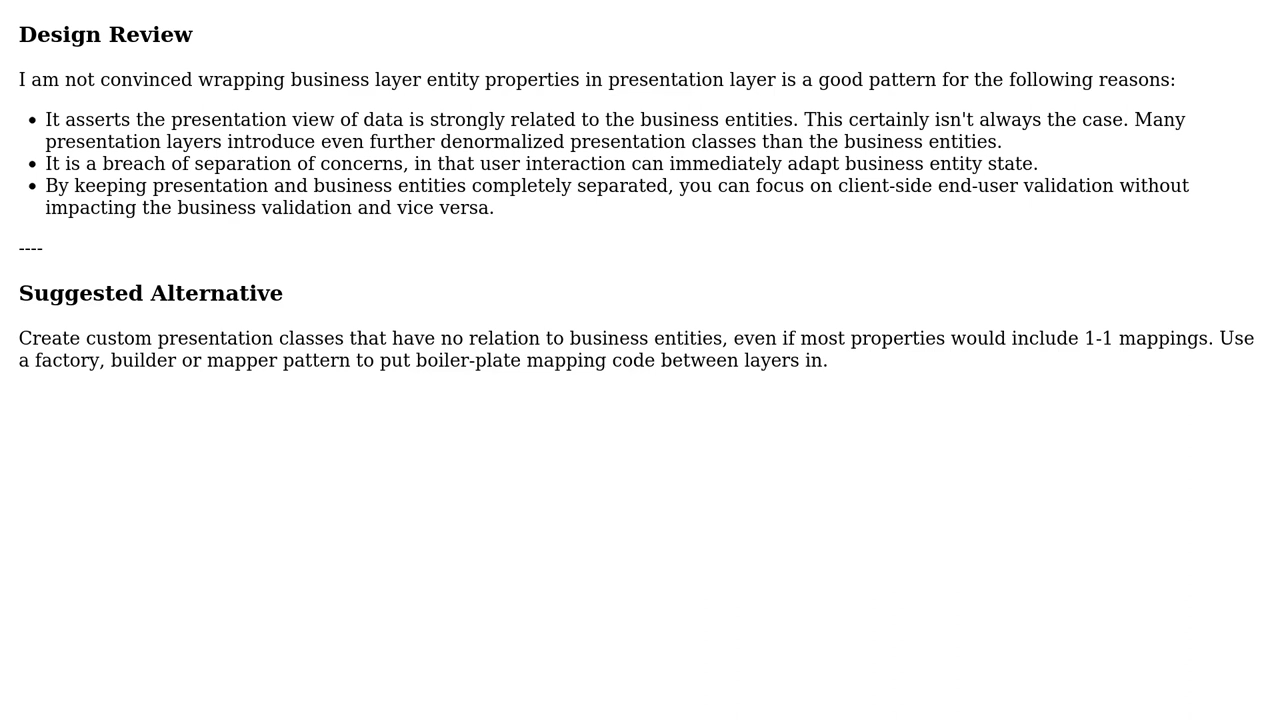 Design Review
I am not convinced wrapping business layer entity properties in presentation layer is a good pattern for the following reasons:
• It asserts the presentation view of data is strongly related to the business entities. This certainly isn't always the case. Many
presentation layers introduce even further denormalized presentation classes than the business entities.
• It is a breach of separation of concerns, in that user interaction can immediately adapt business entity state.
• By keeping presentation and business entities completely separated, you can focus on client-side end-user validation without
impacting the business validation and vice versa.
----
Suggested Alternative
Create custom presentation classes that have no relation to business entities, even if most properties would include 1-1 mappings. Use
a factory, builder or mapper pattern to put boiler-plate mapping code between layers in.